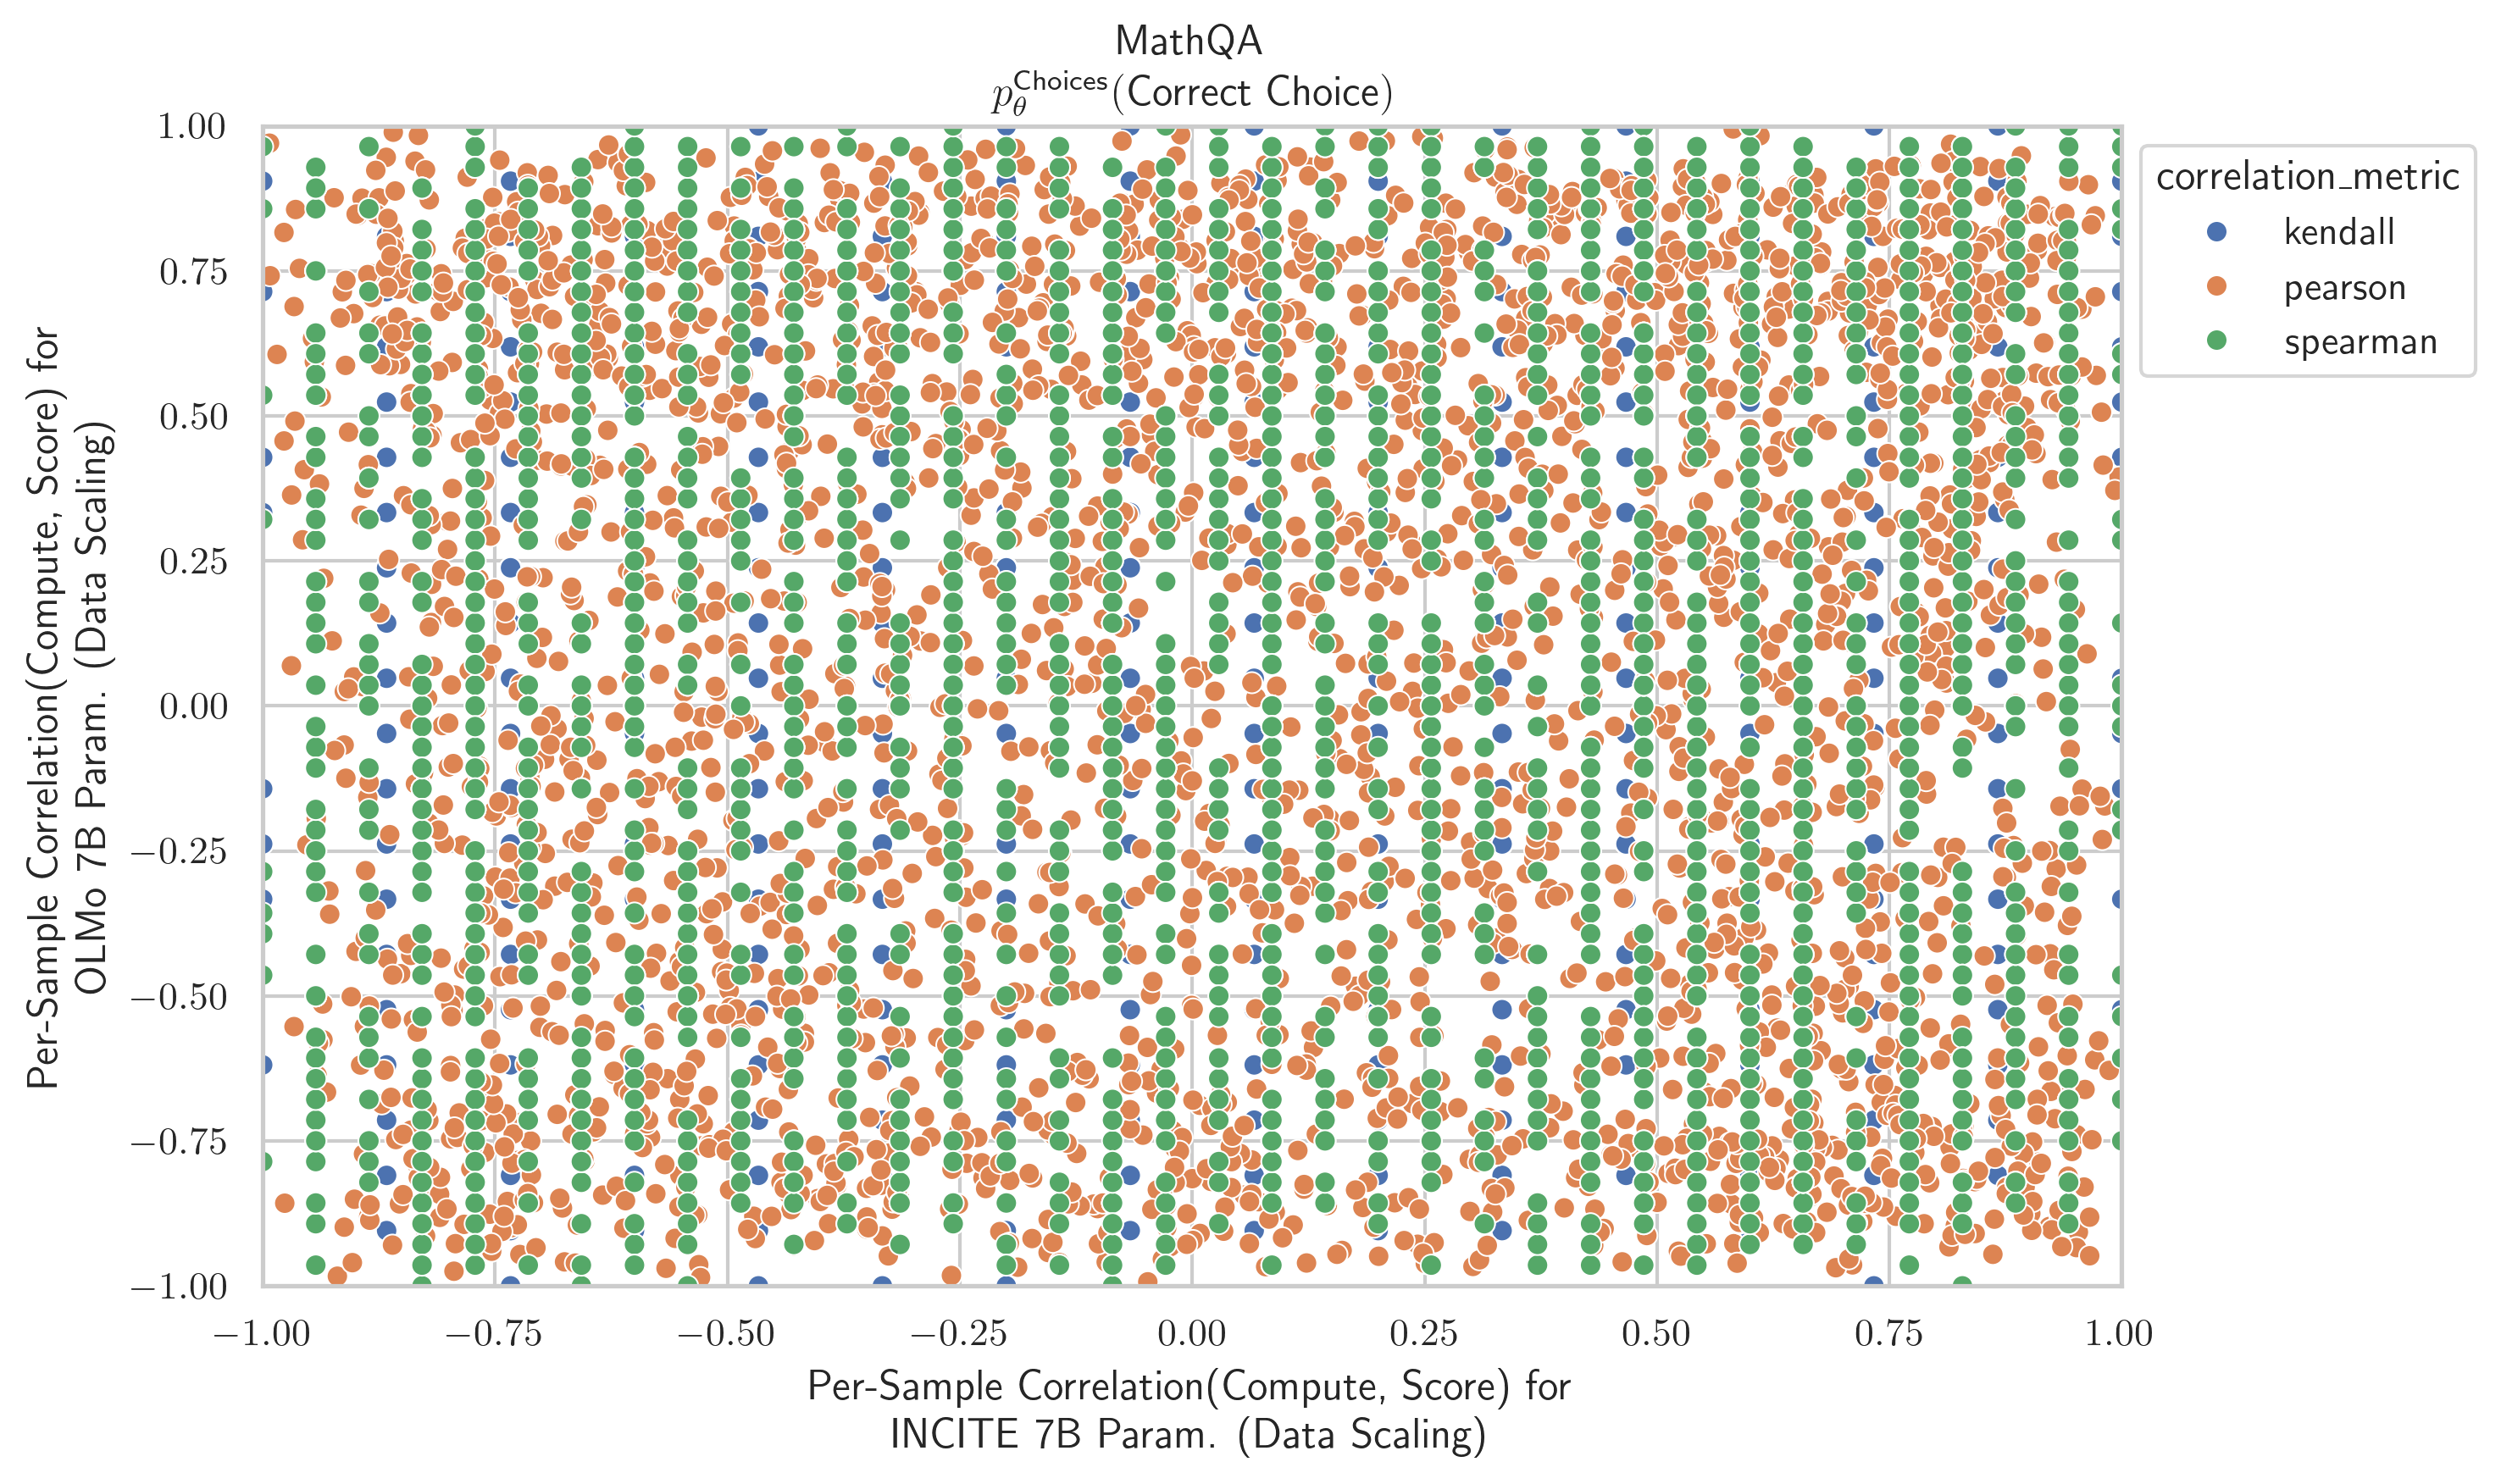 MathQA
p_θ^Choices(Correct Choice)
1.00
0.75
0.50
0.25
0.00
−0.25
−0.50
−0.75
−1.00
Per-Sample Correlation(Compute, Score) for
OLMo 7B Param. (Data Scaling)
−1.00 −0.75 −0.50 −0.25 0.00 0.25 0.50 0.75 1.00
Per-Sample Correlation(Compute, Score) for
INCITE 7B Param. (Data Scaling)
correlation_metric
kendall
pearson
spearman